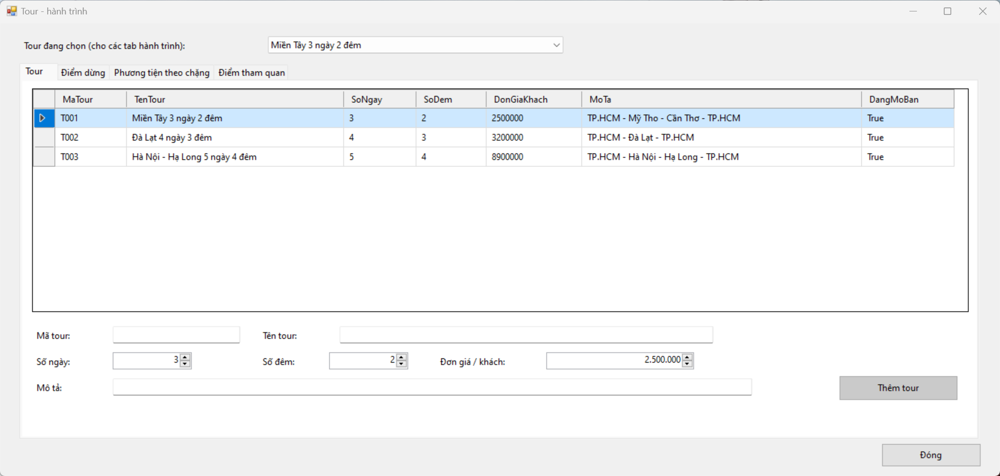 Tour - hành trình
Tour đang chọn (cho các tab hành trình): Miền Tây 3 ngày 2 đêm
Tour Điểm dừng Phương tiện theo chặng Điểm tham quan
MaTour TenTour SoNgay SoDem DonGiaKhach MoTa DangMoBan
T001 Miền Tây 3 ngày 2 đêm 3 2 2500000 TP.HCM - Mỹ Tho - Cần Thơ - TP.HCM True
T002 Đà Lạt 4 ngày 3 đêm 4 3 3200000 TP.HCM - Đà Lạt - TP.HCM True
T003 Hà Nội - Hạ Long 5 ngày 4 đêm 5 4 8900000 TP.HCM - Hà Nội - Hạ Long - TP.HCM True
Mã tour: Tên tour:
Số ngày: 3 Số đêm: 2 Đơn giá / khách: 2.500.000
Mô tả: Thêm tour
Đóng